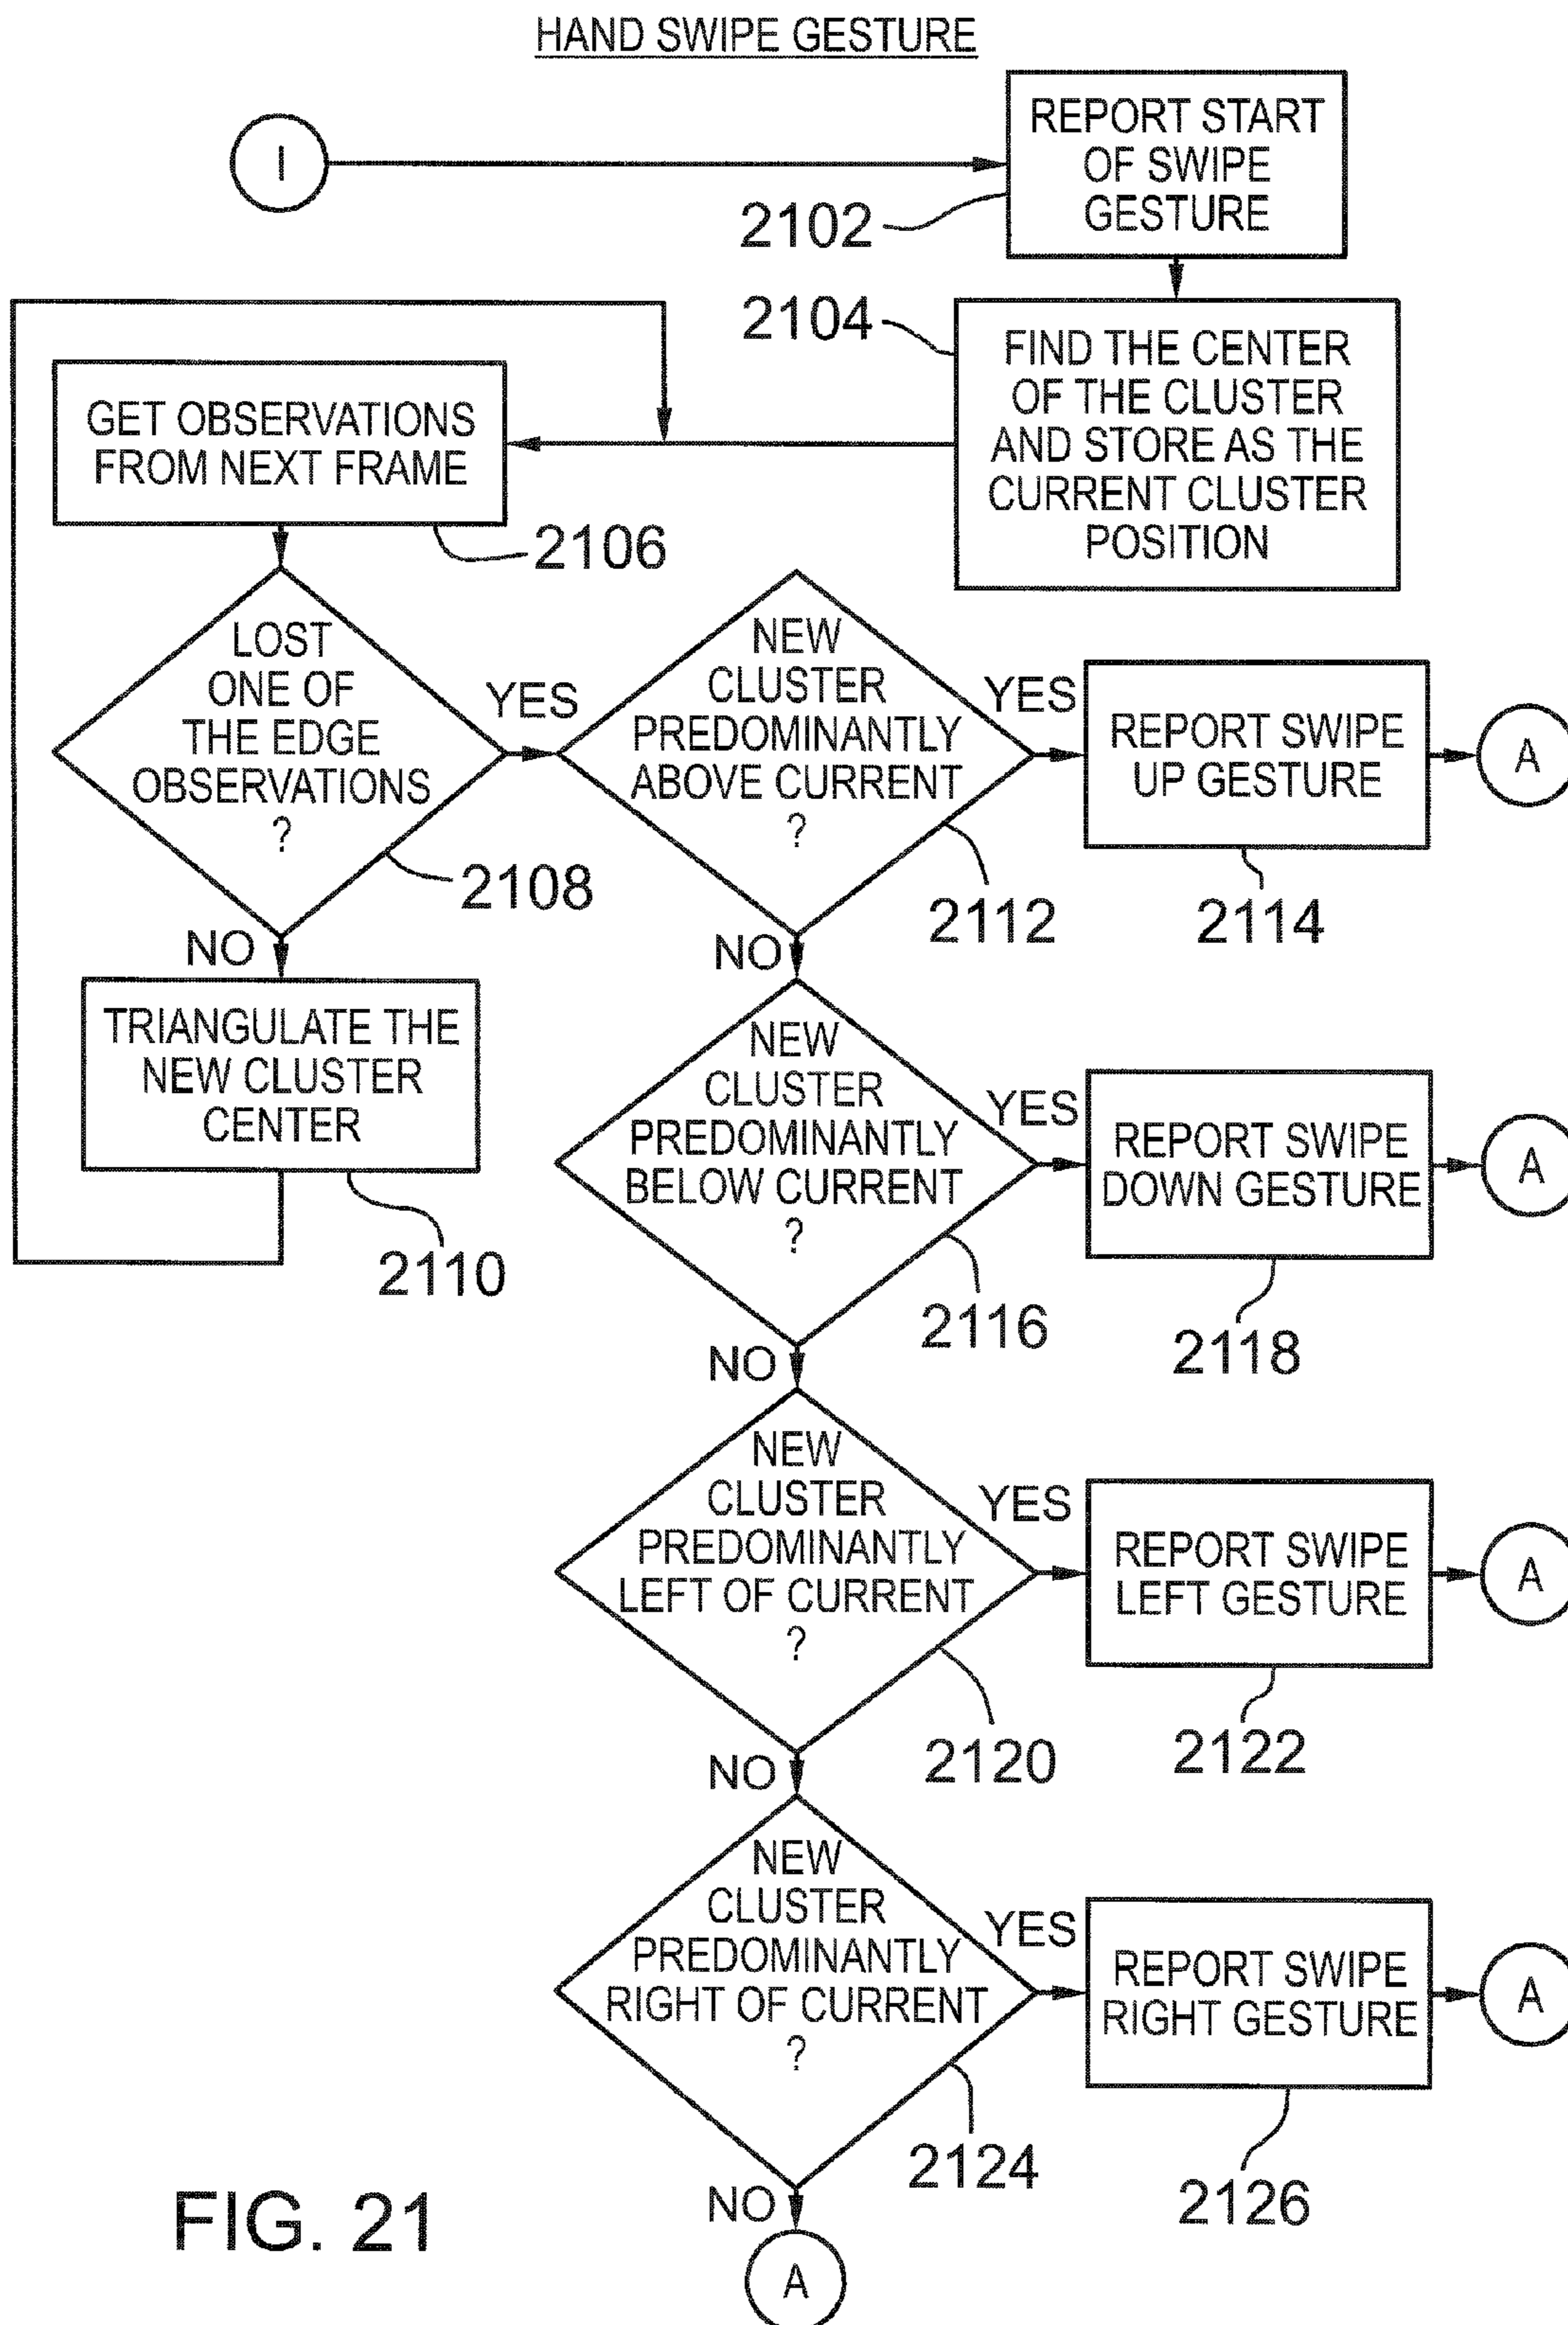 HAND SWIPE GESTURE
I
REPORT START
OF SWIPE
GESTURE
2102
2104
FIND THE CENTER
OF THE CLUSTER
AND STORE AS THE
CURRENT CLUSTER
POSITION
GET OBSERVATIONS
FROM NEXT FRAME
2106
LOST
ONE OF
THE EDGE
OBSERVATIONS
?
2108
YES
NO
TRIANGULATE THE
NEW CLUSTER
CENTER
2110
NEW
CLUSTER
PREDOMINANTLY
ABOVE CURRENT
?
2112
YES
REPORT SWIPE
UP GESTURE
2114
A
NO
NEW
CLUSTER
PREDOMINANTLY
BELOW CURRENT
?
2116
YES
REPORT SWIPE
DOWN GESTURE
2118
A
NO
NEW
CLUSTER
PREDOMINANTLY
LEFT OF CURRENT
?
2120
YES
REPORT SWIPE
LEFT GESTURE
2122
A
NO
NEW
CLUSTER
PREDOMINANTLY
RIGHT OF CURRENT
?
2124
YES
REPORT SWIPE
RIGHT GESTURE
2126
A
NO
A
FIG. 21